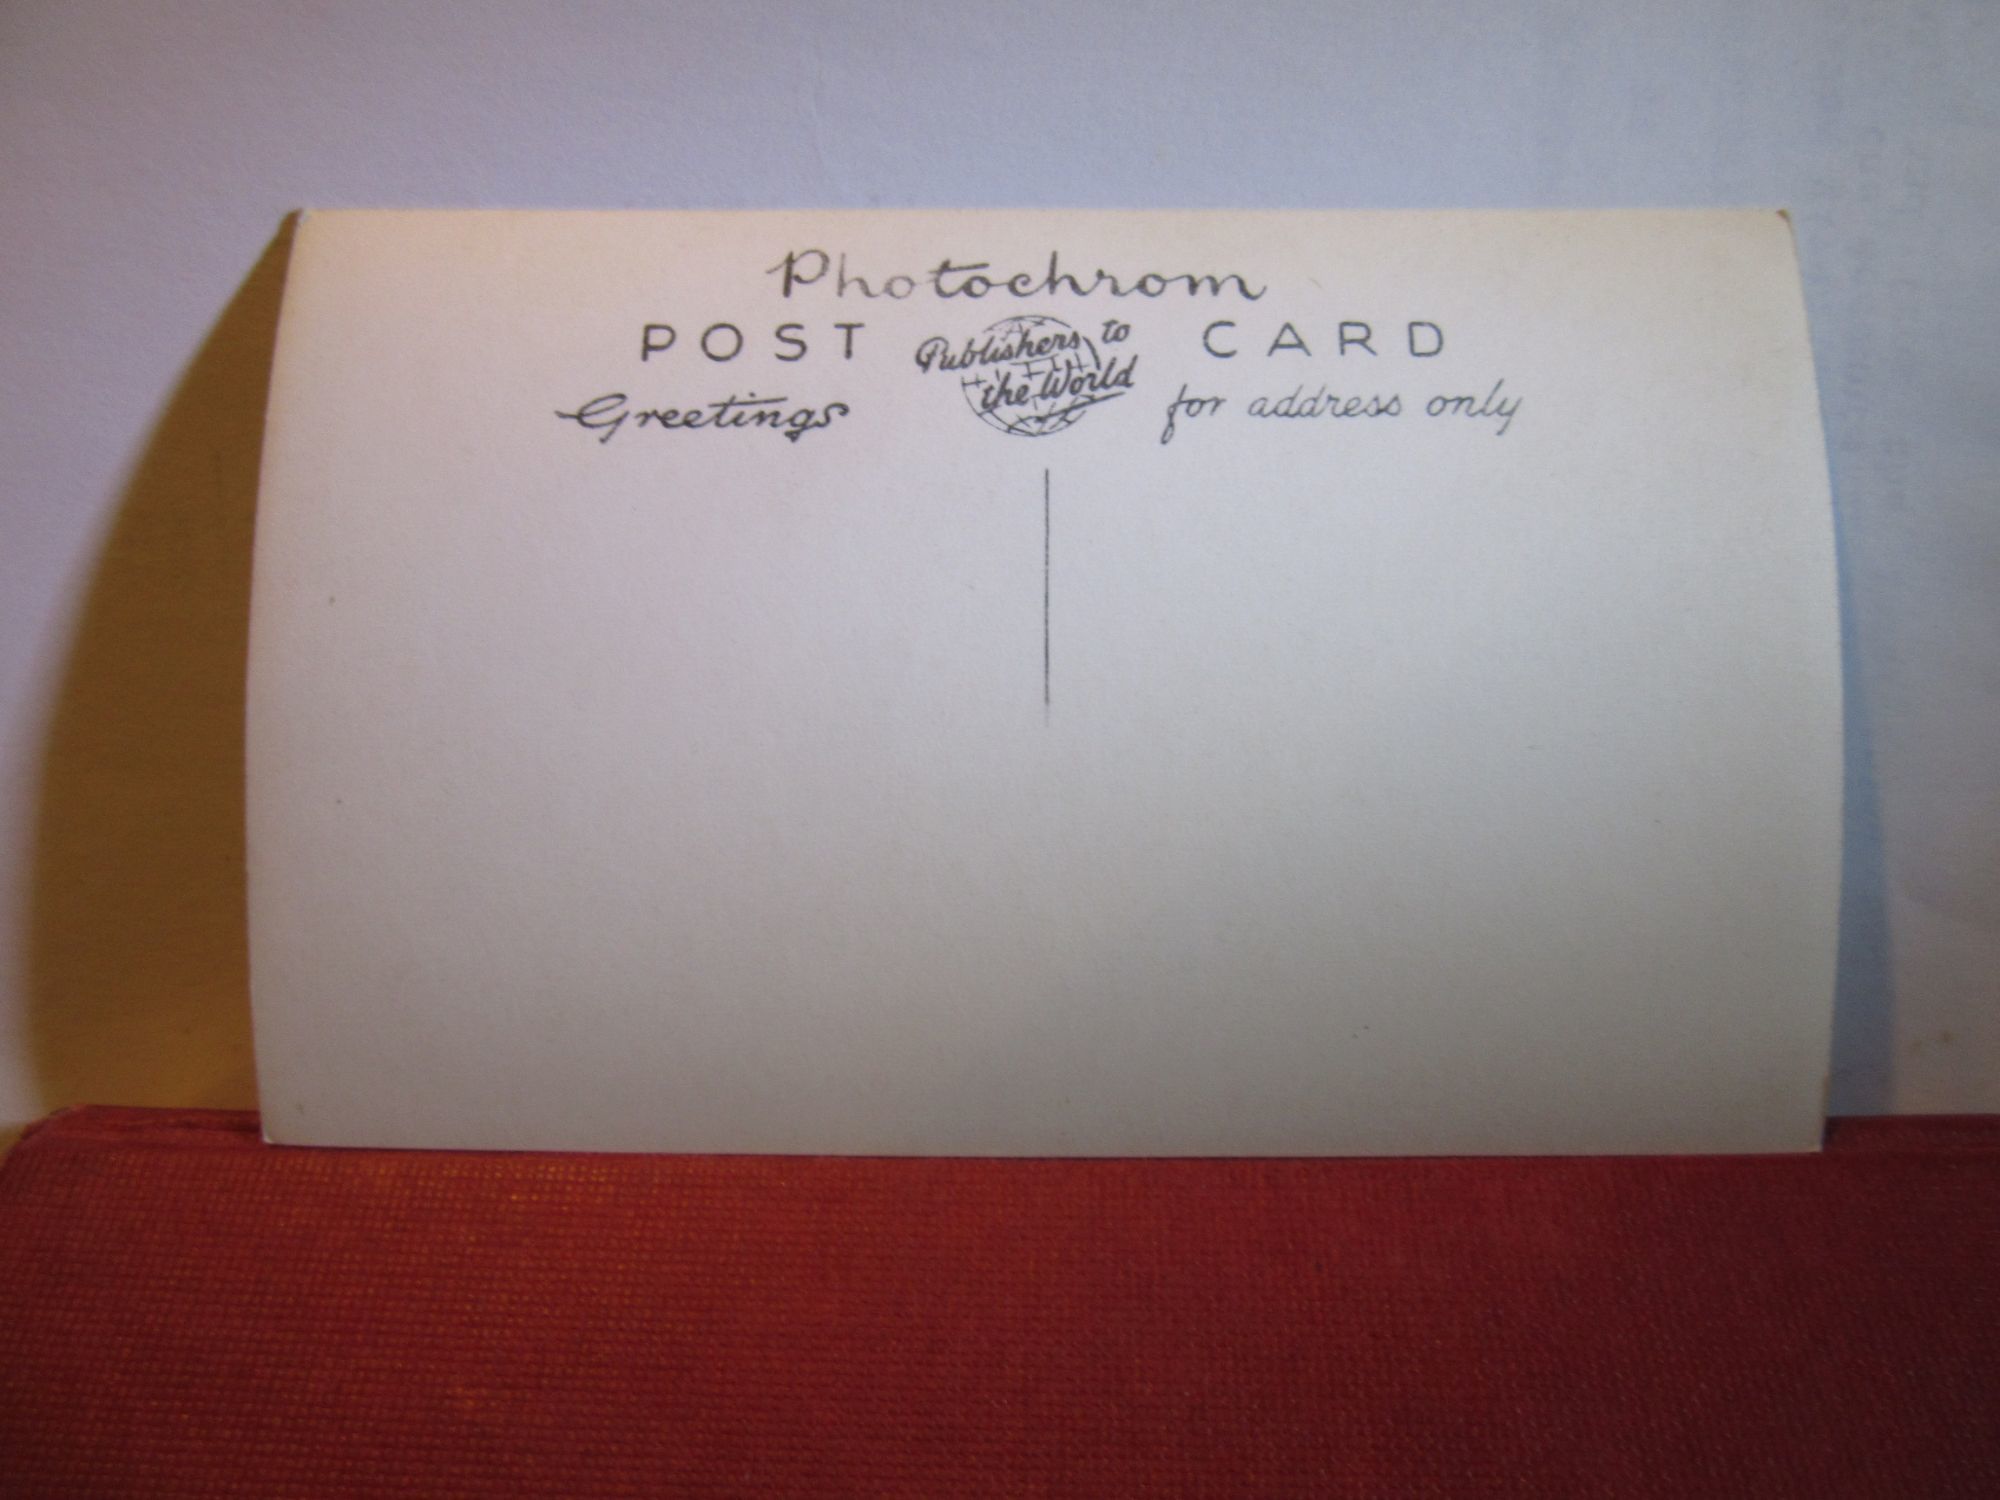 Photochrom
POST CARD
Publishers to
the World
Greetings
for address only